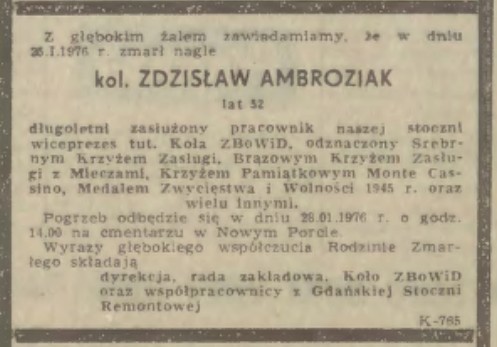 Z głębokim żalem zawiadamiamy, że w dniu
26.I.1976 r. zmarł nagle
kol. ZDZISŁAW AMBROZIAK
lat 52
długoletni zasłużony pracownik naszej stoczni
wiceprezes tut. Koła ZBoWiD, odznaczony Srebr-
nym Krzyżem Zasługi, Brązowym Krzyżem Zasłu-
gi z Mieczami, Krzyżem Pamiątkowym Monte Cas-
sino, Medalem Zwycięstwa i Wolności 1945 r. oraz
wielu innymi.
Pogrzeb odbędzie się w dniu 28.01.1976 r. o godz.
14.00 na cmentarzu w Nowym Porcie.
Wyrazy głębokiego współczucia Rodzinie Zmar-
łego składają
dyrekcja, rada zakładowa, Koło ZBoWiD
oraz współpracownicy z Gdańskiej Stoczni
Remontowej
K-765